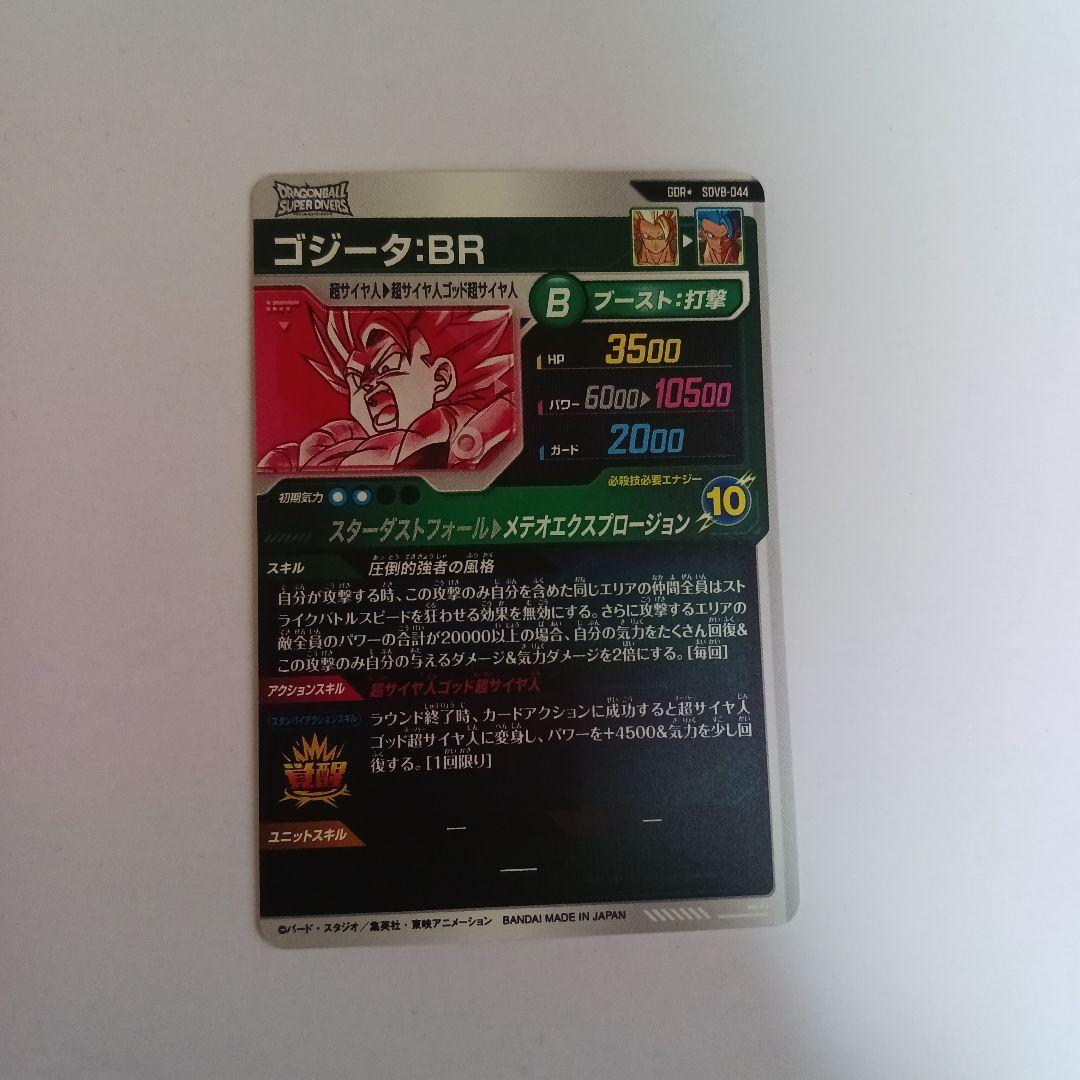 DRAGONBALL
SUPER DIVERS
GDR★ SDV8-044
ゴジータ:BR
超サイヤ人▶超サイヤ人ゴッド超サイヤ人
B ブースト:打撃
HP 3500
パワー 6000▶10500
ガード 2000
初期気力
必殺技必要エナジー
10
スターダストフォール▶メテオエクスプロージョン
スキル 圧倒的強者の風格
自分が攻撃する時、この攻撃のみ自分を含めた同じエリアの仲間全員はスト
ライクバトルスピードを狂わせる効果を無効にする。さらに攻撃するエリアの
敵全員のパワーの合計が20000以上の場合、自分の気力をたくさん回復&
この攻撃のみ自分の与えるダメージ&気力ダメージを2倍にする。[毎回]
アクションスキル 超サイヤ人ゴッド超サイヤ人
スタンバイアクションスキル
覚醒
ラウンド終了時、カードアクションに成功すると超サイヤ人
ゴッド超サイヤ人に変身し、パワーを+4500&気力を少し回
復する。[1回限り]
ユニットスキル
— —
—
©バード・スタジオ/集英社・東映アニメーション BANDAI MADE IN JAPAN